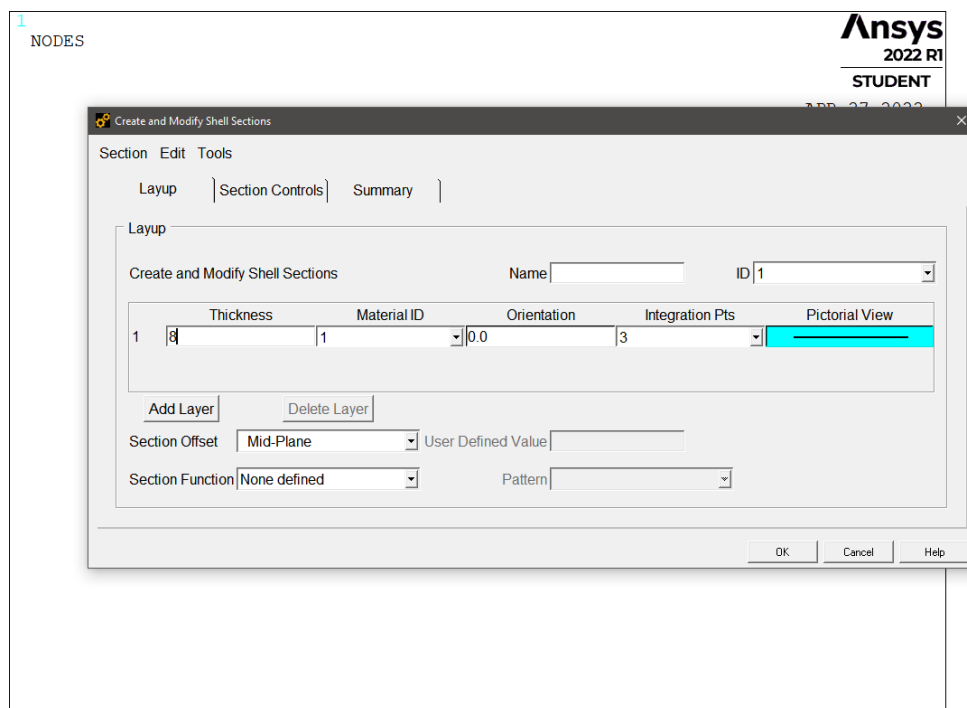 1
NODES
Ansys
2022 R1
STUDENT
Create and Modify Shell Sections
Section Edit Tools
Layup Section Controls Summary
Layup
Create and Modify Shell Sections Name ID 1
Thickness Material ID Orientation Integration Pts Pictorial View
1 8 1 0.0 3
Add Layer Delete Layer
Section Offset Mid-Plane User Defined Value
Section Function None defined Pattern
OK Cancel Help